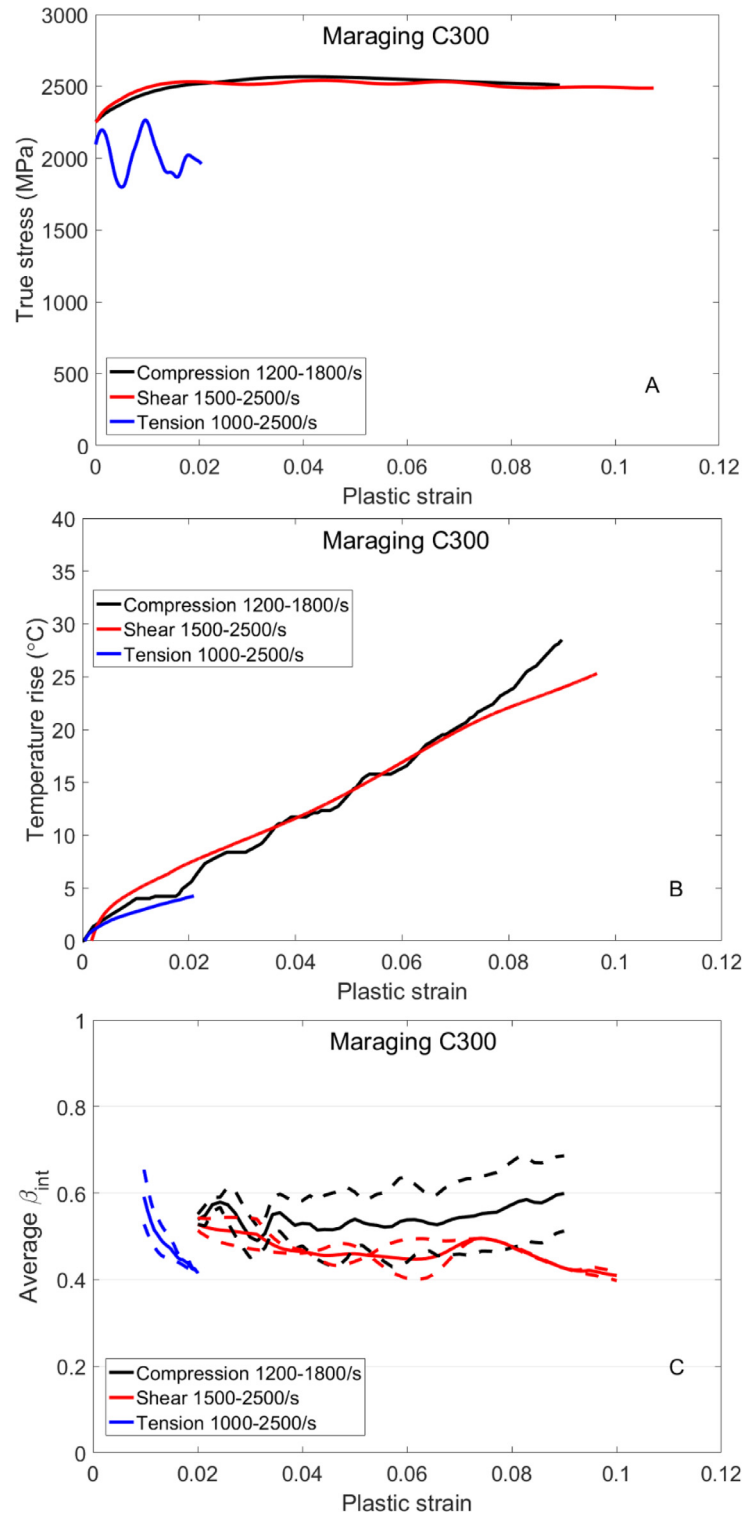 Maraging C300
3000
2500
2000
1500
1000
500
0
True stress (MPa)
Compression 1200-1800/s
Shear 1500-2500/s
Tension 1000-2500/s
A
0 0.02 0.04 0.06 0.08 0.1 0.12
Plastic strain
Maraging C300
40
35
30
25
20
15
10
5
0
Temperature rise (°C)
Compression 1200-1800/s
Shear 1500-2500/s
Tension 1000-2500/s
B
0 0.02 0.04 0.06 0.08 0.1 0.12
Plastic strain
Maraging C300
1
0.8
0.6
0.4
0.2
0
Average βint
Compression 1200-1800/s
Shear 1500-2500/s
Tension 1000-2500/s
C
0 0.02 0.04 0.06 0.08 0.1 0.12
Plastic strain